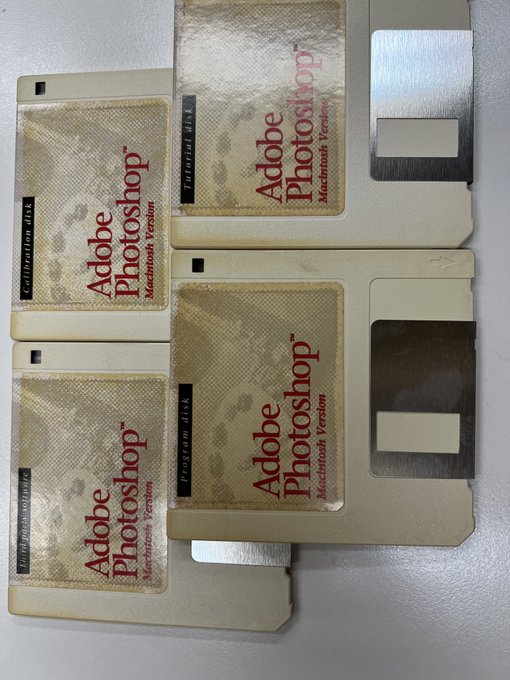 Tutorial disk
Adobe
Photoshop™
Macintosh Version
Calibration disk
Adobe
Photoshop™
Macintosh Version
Program disk
Adobe
Photoshop™
Macintosh Version
Third party software
Adobe
Photoshop™
Macintosh Version